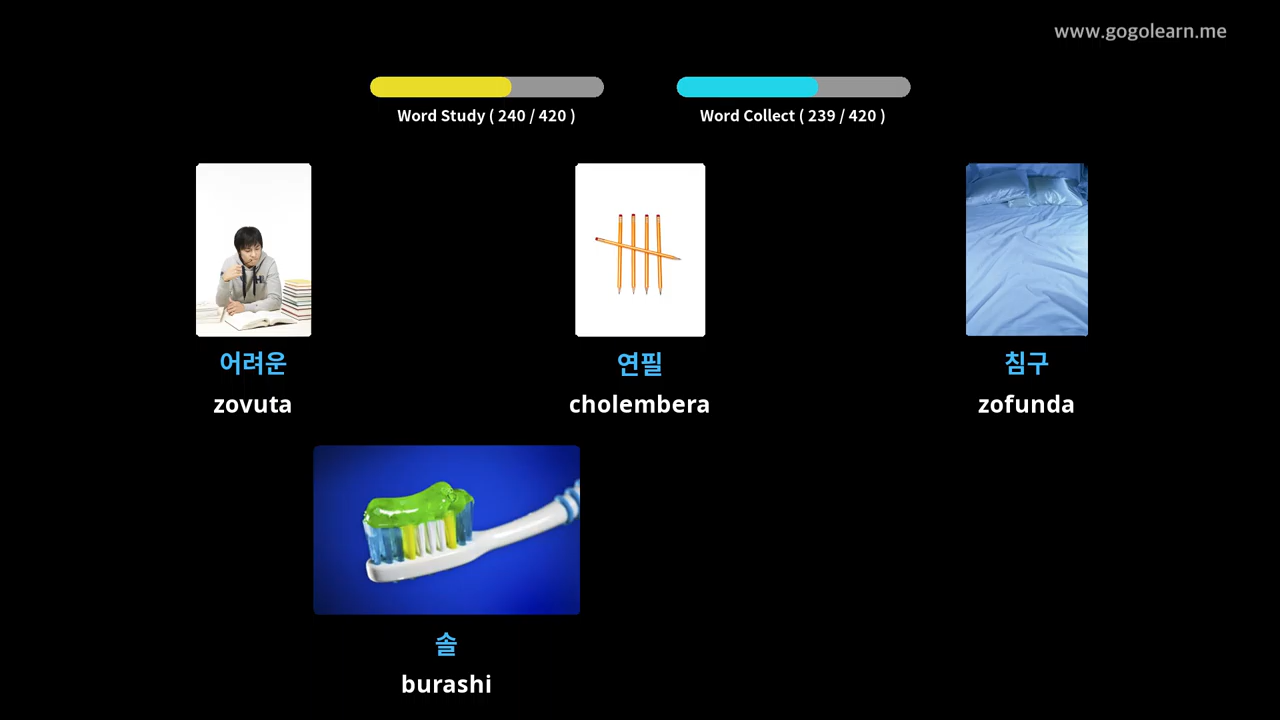 www.gogolearn.me
Word Study ( 240 / 420 )
Word Collect ( 239 / 420 )
어려운
zovuta
연필
cholembera
침구
zofunda
솔
burashi